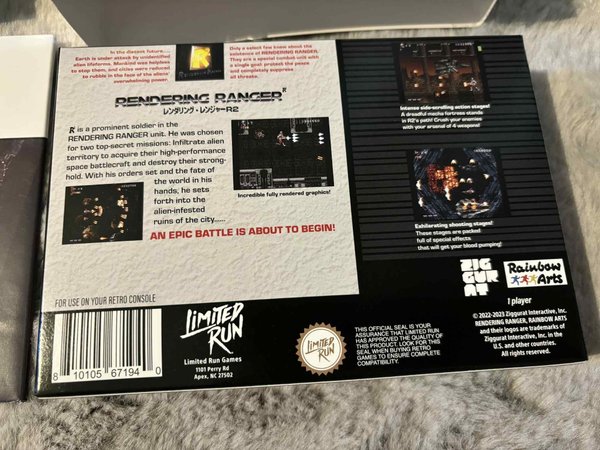 In the distant future....
Earth is under attack by unidentified
alien lifeforms. Mankind was helpless
to stop them, and cities were reduced
to rubble in the face of the aliens'
overwhelming power.
R
Only a select few know about the
existence of RENDERING RANGER.
They are a special combat unit with
a single goal: protect the peace
and completely suppress
all threats.
RENDERING RANGER R
レンダリング・レンジャーR2
R is a prominent soldier in the
RENDERING RANGER unit. He was chosen
for two top-secret missions: Infiltrate alien
territory to acquire their high-performance
space battlecraft and destroy their strong-
hold. With his orders set and the fate of
the world in his
hands, he sets
forth into the
alien-infested
ruins of the city.....
Incredible fully rendered graphics!
AN EPIC BATTLE IS ABOUT TO BEGIN!
Intense side-scrolling action stages!
A dreadful mecha fortress stands
in R2's path! Crush your enemies
with your arsenal of 4 weapons!
Exhilerating shooting stages!
These stages are packed
full of special effects
that will get your blood pumping!
ZIG
GUR
AT
Rainbow
Arts
1 player
© 2022-2023 Ziggurat Interactive, Inc.
RENDERING RANGER, RAINBOW ARTS
and their logos are trademarks of
Ziggurat Interactive, Inc. in the
U.S. and other countries.
All rights reserved.
FOR USE ON YOUR RETRO CONSOLE
8 10105 67194 0
LIMITED
RUN
Limited Run Games
1101 Perry Rd
Apex, NC 27502
LIMITED
RUN
THIS OFFICIAL SEAL IS YOUR
ASSURANCE THAT LIMITED RUN
HAS APPROVED THE QUALITY OF
THIS PRODUCT. LOOK FOR THIS
SEAL WHEN BUYING RETRO
GAMES TO ENSURE COMPLETE
COMPATIBILITY.